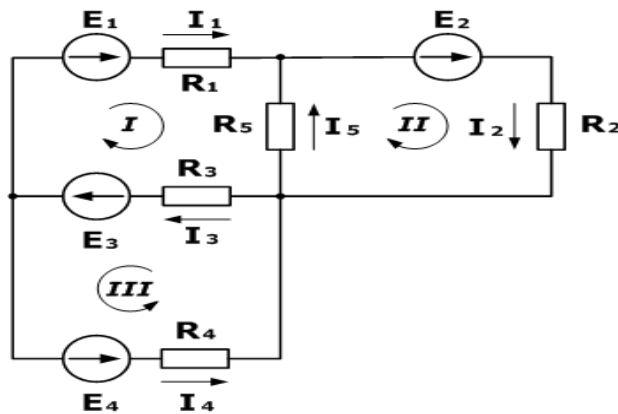 E1 I1 E2
R1
I R5 I5 II I2 R2
R3
E3 I3
III
R4
E4 I4